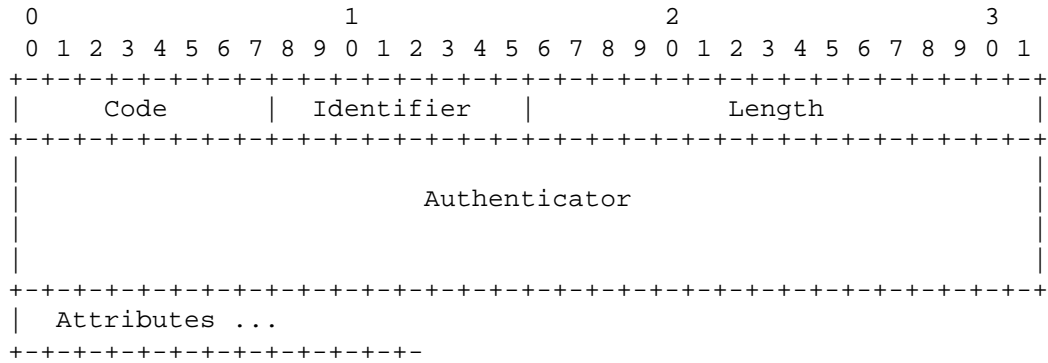 0                   1                   2                   3
 0 1 2 3 4 5 6 7 8 9 0 1 2 3 4 5 6 7 8 9 0 1 2 3 4 5 6 7 8 9 0 1
+-+-+-+-+-+-+-+-+-+-+-+-+-+-+-+-+-+-+-+-+-+-+-+-+-+-+-+-+-+-+-+-+
|     Code      |  Identifier   |            Length             |
+-+-+-+-+-+-+-+-+-+-+-+-+-+-+-+-+-+-+-+-+-+-+-+-+-+-+-+-+-+-+-+-+
|                                                               |
|                         Authenticator                         |
|                                                               |
|                                                               |
+-+-+-+-+-+-+-+-+-+-+-+-+-+-+-+-+-+-+-+-+-+-+-+-+-+-+-+-+-+-+-+-+
|  Attributes ...
+-+-+-+-+-+-+-+-+-+-+-+-+-